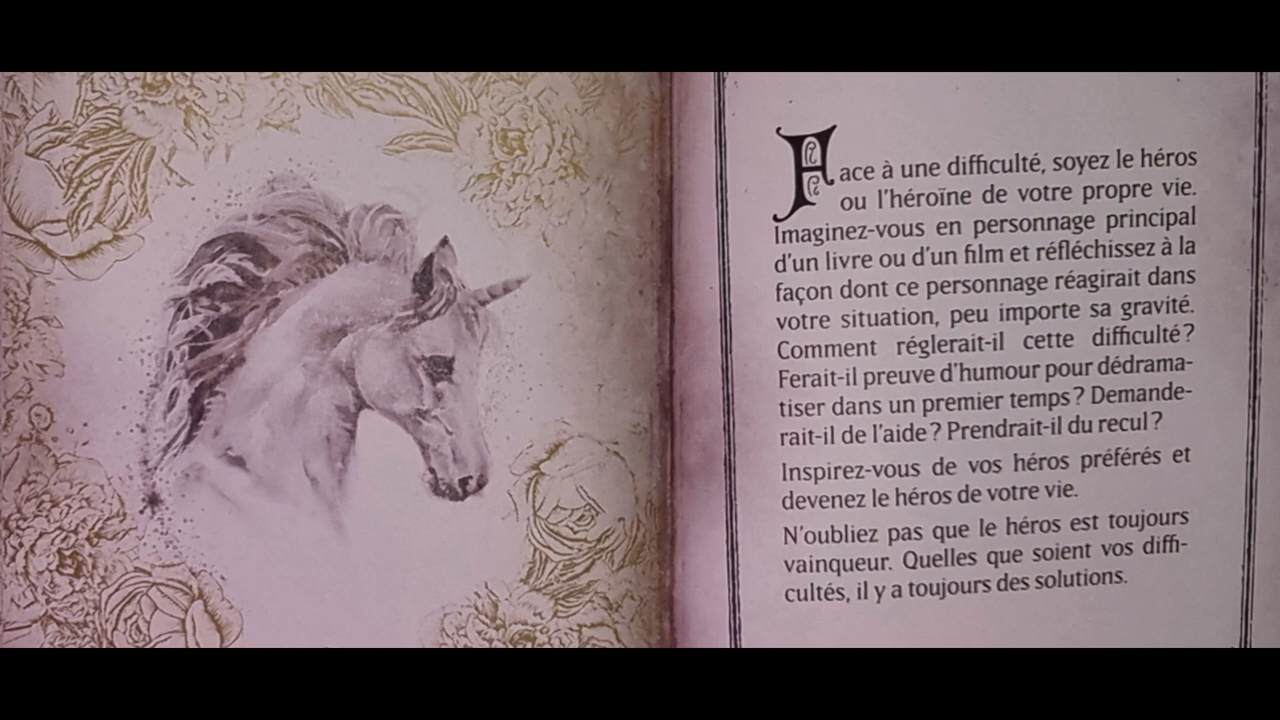 Face à une difficulté, soyez le héros
ou l'héroïne de votre propre vie.
Imaginez-vous en personnage principal
d'un livre ou d'un film et réfléchissez à la
façon dont ce personnage réagirait dans
votre situation, peu importe sa gravité.
Comment réglerait-il cette difficulté ?
Ferait-il preuve d'humour pour dédrama-
tiser dans un premier temps ? Demande-
rait-il de l'aide ? Prendrait-il du recul ?
Inspirez-vous de vos héros préférés et
devenez le héros de votre vie.
N'oubliez pas que le héros est toujours
vainqueur. Quelles que soient vos diffi-
cultés, il y a toujours des solutions.